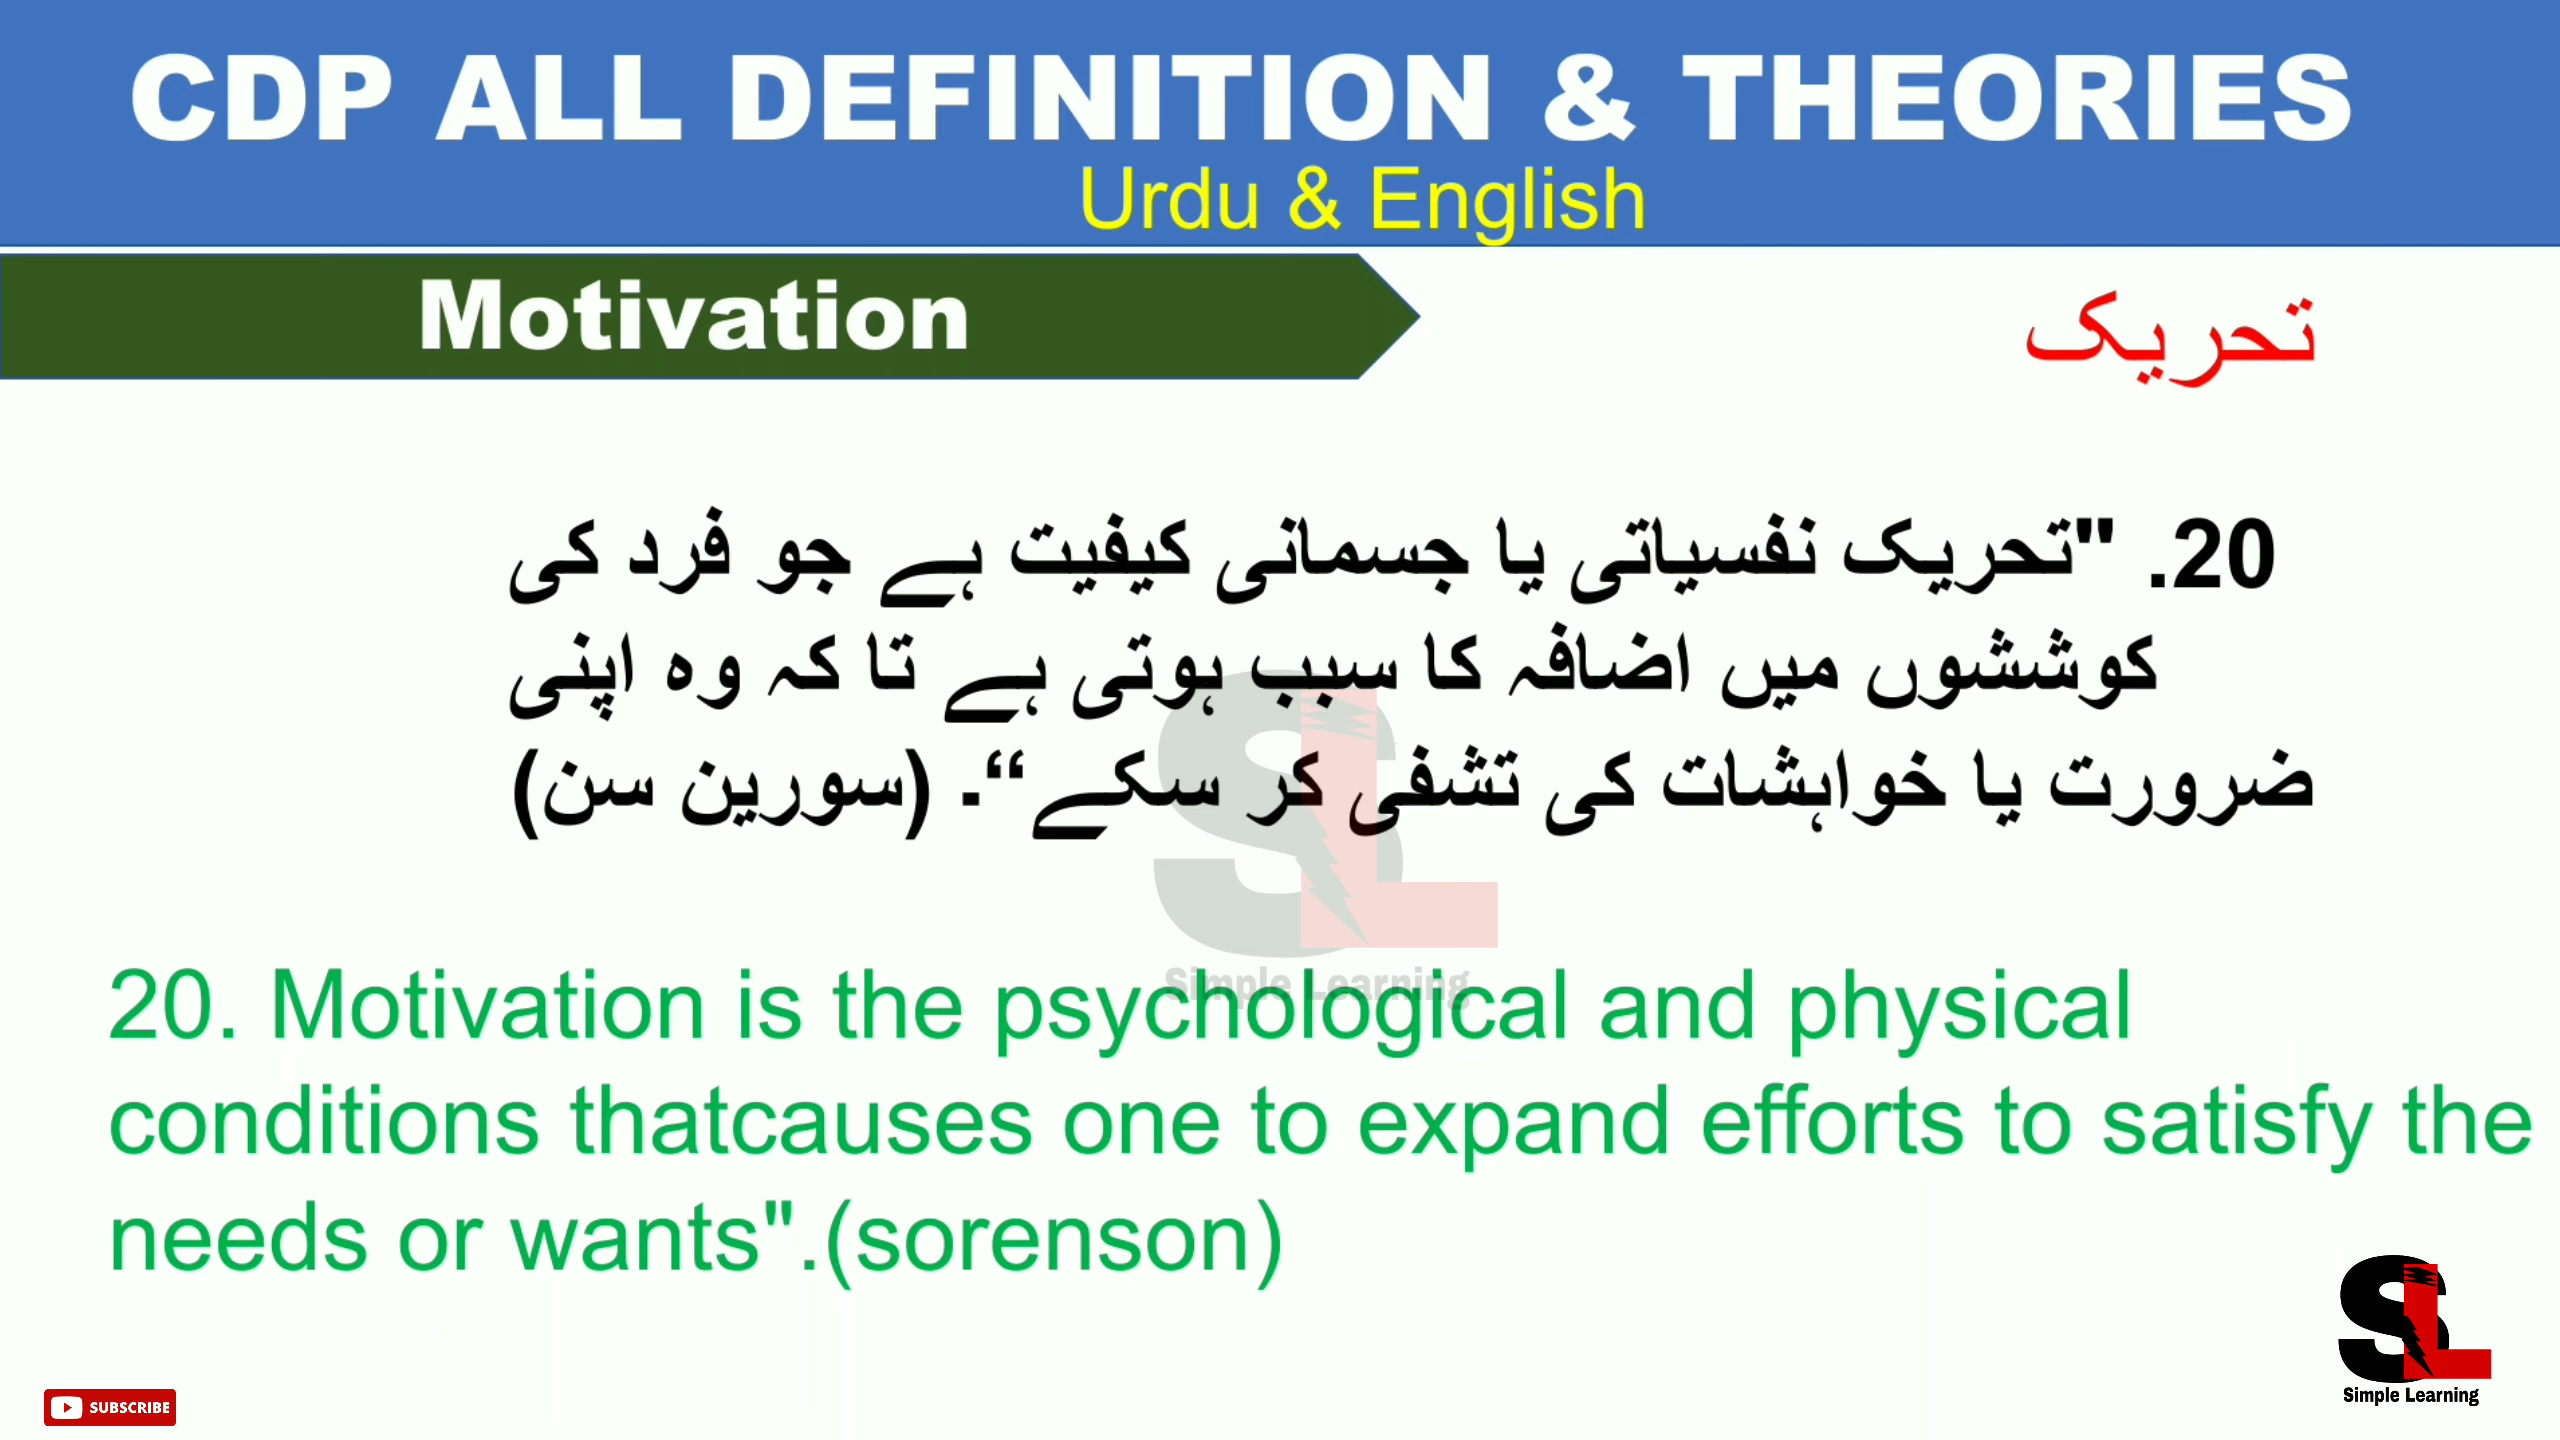 CDP ALL DEFINITION & THEORIES
Urdu & English
Motivation
تحریک
20. "تحریک نفسیاتی یا جسمانی کیفیت ہے جو فرد کی
کوششوں میں اضافہ کا سبب ہوتی ہے تا کہ وہ اپنی
ضرورت یا خواہشات کی تشفی کر سکے“۔ (سورین سن)
Simple Learning
20. Motivation is the psychological and physical
conditions thatcauses one to expand efforts to satisfy the
needs or wants".(sorenson)
SL
Simple Learning
SUBSCRIBE